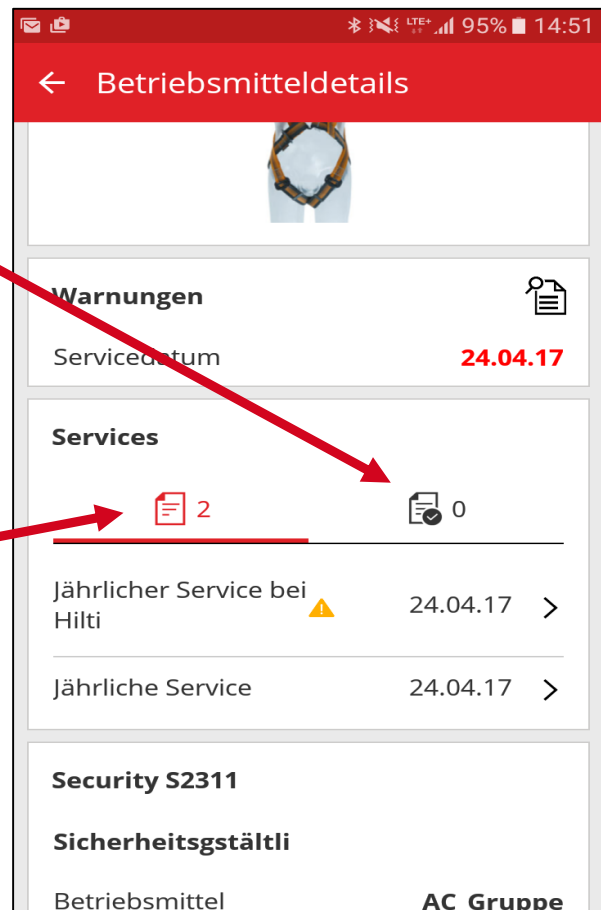 LTE+ 95% 14:51
Betriebsmitteldetails
Warnungen
Servicedatum 24.04.17
Services
2 0
Jährlicher Service bei
Hilti 24.04.17 >
Jährliche Service 24.04.17 >
Security S2311
Sicherheitsgstältli
Betriebsmittel AC Gruppe